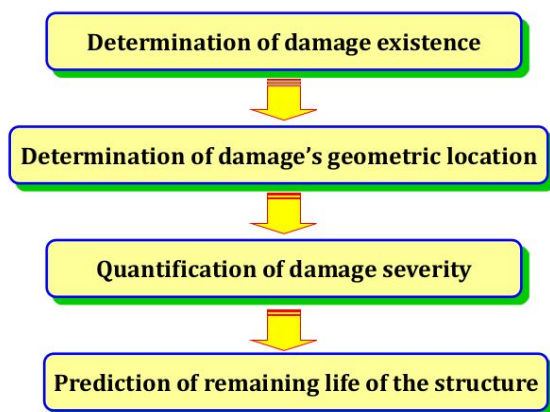 Determination of damage existence
Determination of damage's geometric location
Quantification of damage severity
Prediction of remaining life of the structure